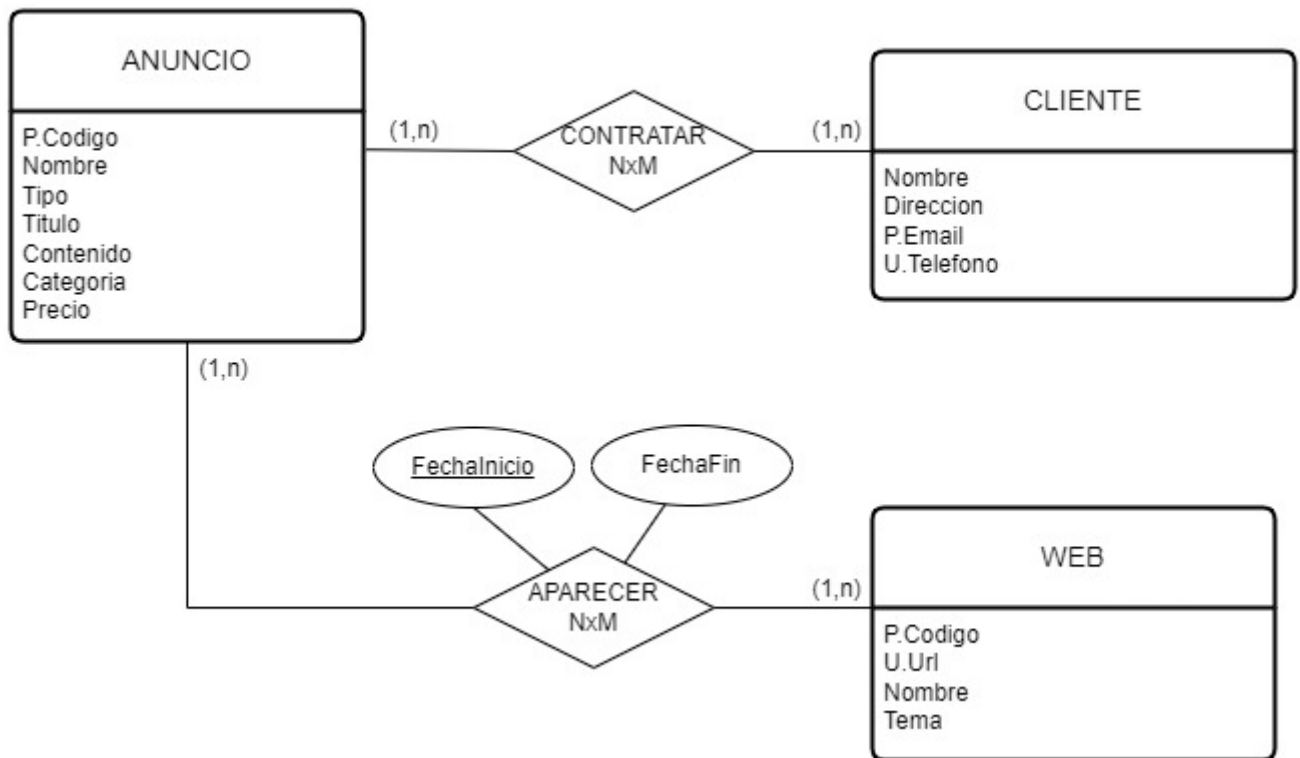 ANUNCIO
P.Codigo
Nombre
Tipo
Titulo
Contenido
Categoria
Precio
(1,n)
CONTRATAR
NxM
(1,n)
CLIENTE
Nombre
Direccion
P.Email
U.Telefono
(1,n)
FechaInicio
FechaFin
APARECER
NxM
(1,n)
WEB
P.Codigo
U.Url
Nombre
Tema